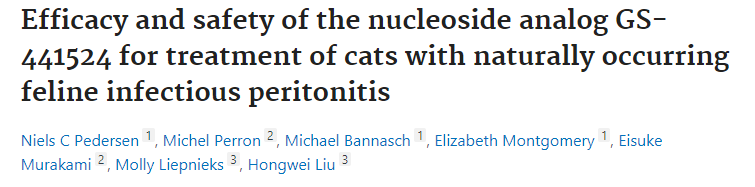 Efficacy and safety of the nucleoside analog GS-
441524 for treatment of cats with naturally occurring
feline infectious peritonitis
Niels C Pedersen 1, Michel Perron 2, Michael Bannasch 1, Elizabeth Montgomery 1, Eisuke
Murakami 2, Molly Liepnieks 3, Hongwei Liu 3